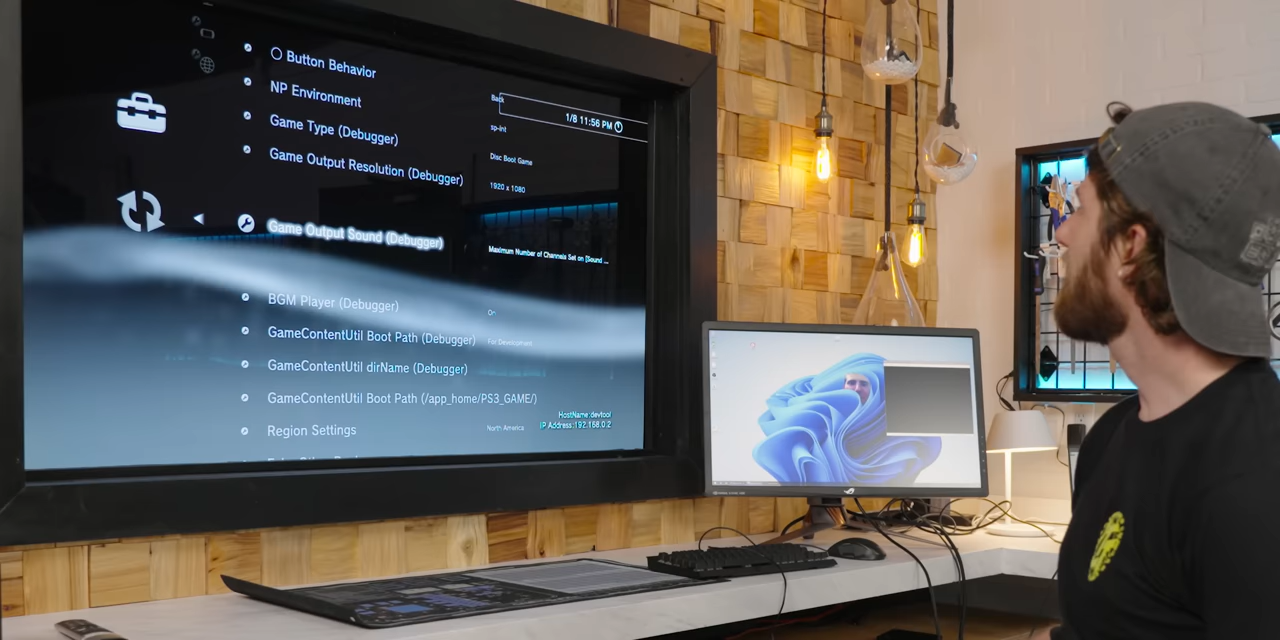 Button Behavior
Back
1/8 11:56 PM
NP Environment
sp-int
Game Type (Debugger)
Disc Boot Game
Game Output Resolution (Debugger)
1920 x 1080
Game Output Sound (Debugger)
Maximum Number of Channels Set on [Sound ...
BGM Player (Debugger)
On
GameContentUtil Boot Path (Debugger)
For Development
GameContentUtil dirName (Debugger)
GameContentUtil Boot Path (/app_home/PS3_GAME/)
HostName:devtool
IP Address:192.168.0.2
Region Settings
North America